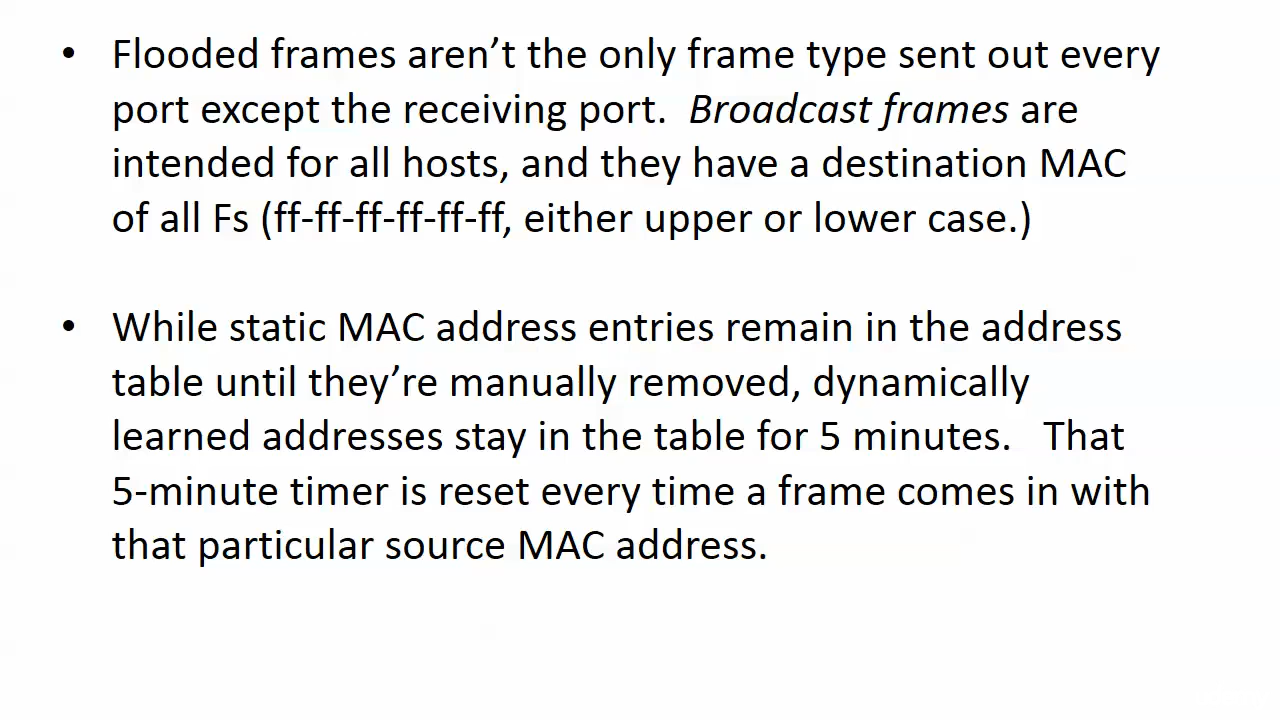 • Flooded frames aren’t the only frame type sent out every
port except the receiving port.  Broadcast frames are
intended for all hosts, and they have a destination MAC
of all Fs (ff-ff-ff-ff-ff-ff, either upper or lower case.)
• While static MAC address entries remain in the address
table until they’re manually removed, dynamically
learned addresses stay in the table for 5 minutes.   That
5-minute timer is reset every time a frame comes in with
that particular source MAC address.